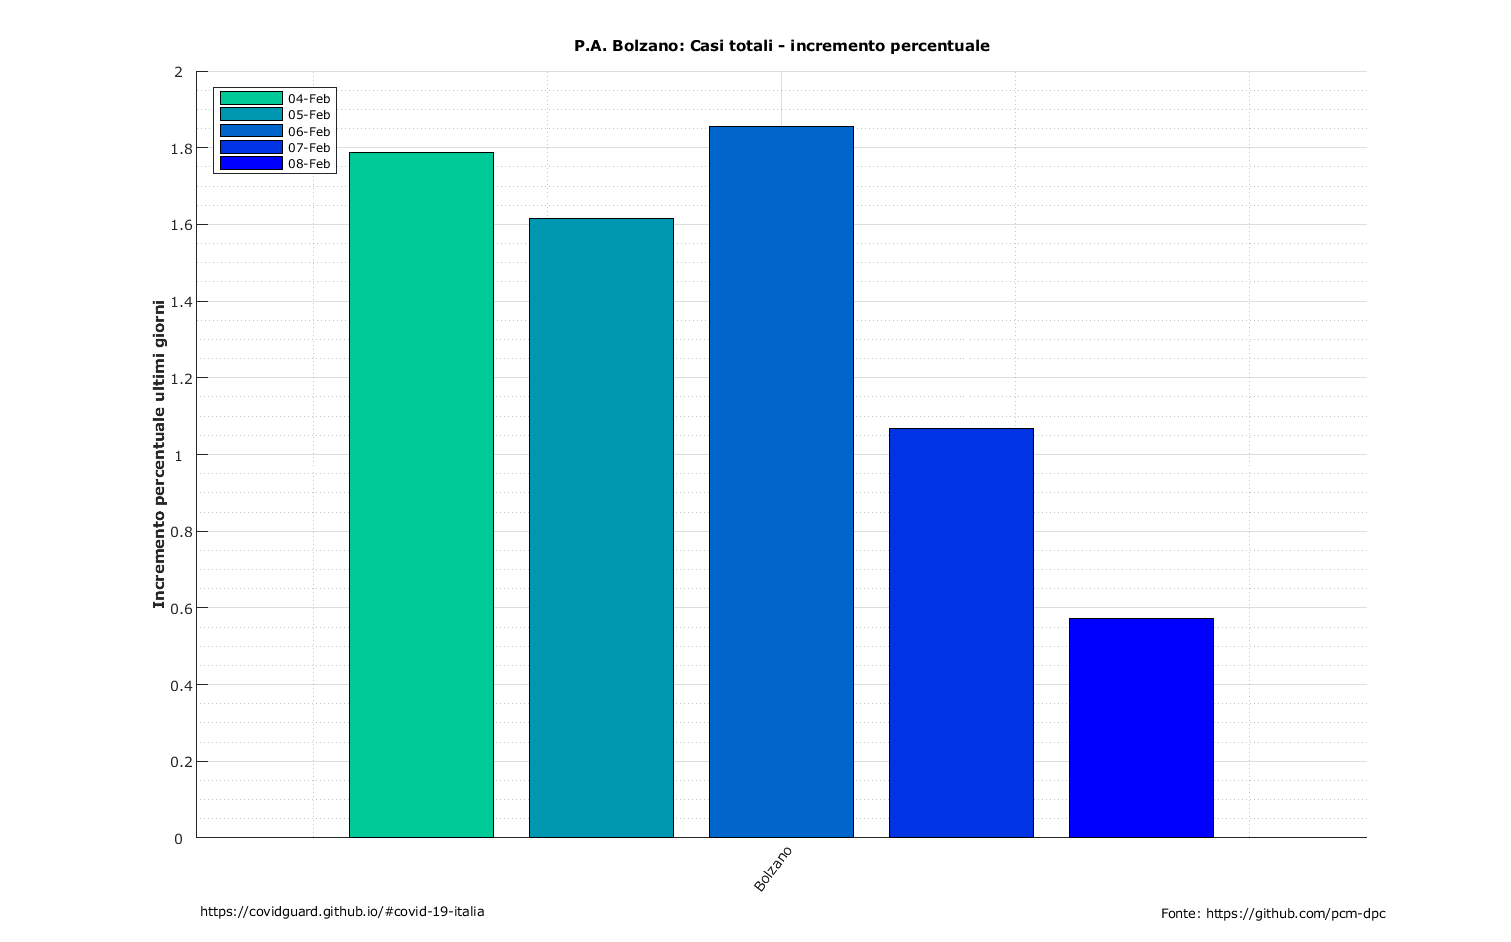 P.A. Bolzano: Casi totali - incremento percentuale
04-Feb
05-Feb
06-Feb
07-Feb
08-Feb
Incremento percentuale ultimi giorni
2
1.8
1.6
1.4
1.2
1
0.8
0.6
0.4
0.2
0
Bolzano
https://covidguard.github.io/#covid-19-italia
Fonte: https://github.com/pcm-dpc